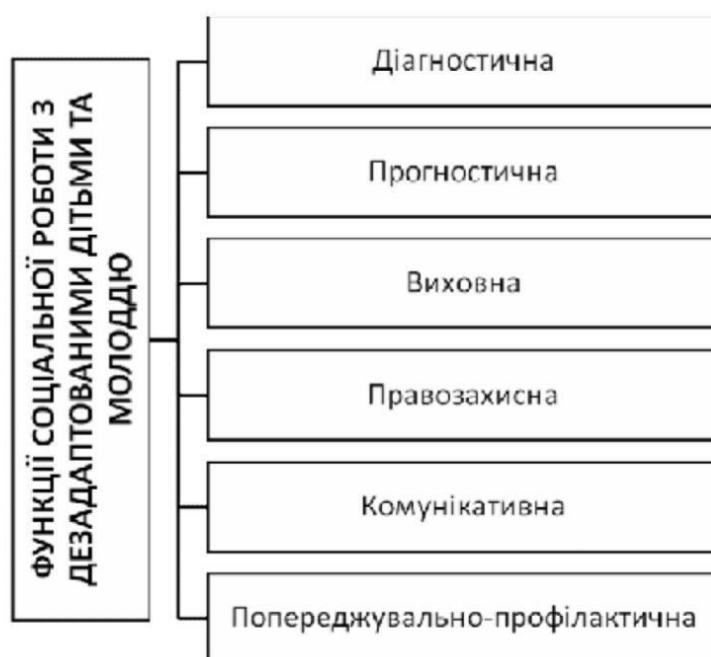 ФУНКЦІЇ СОЦІАЛЬНОЇ РОБОТИ З
ДЕЗАДАПТОВАНИМИ ДІТЬМИ ТА
МОЛОДДЮ
Діагностична
Прогностична
Виховна
Правозахисна
Комунікативна
Попереджувально-профілактична